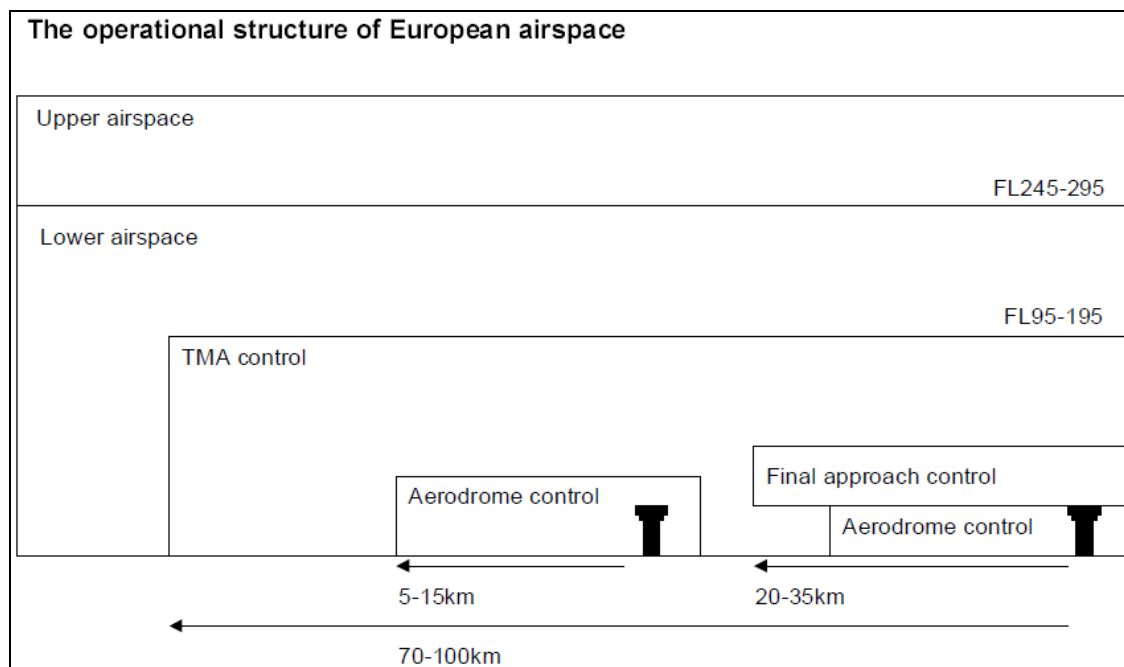 The operational structure of European airspace
Upper airspace
FL245-295
Lower airspace
FL95-195
TMA control
Final approach control
Aerodrome control
Aerodrome control
5-15km
20-35km
70-100km